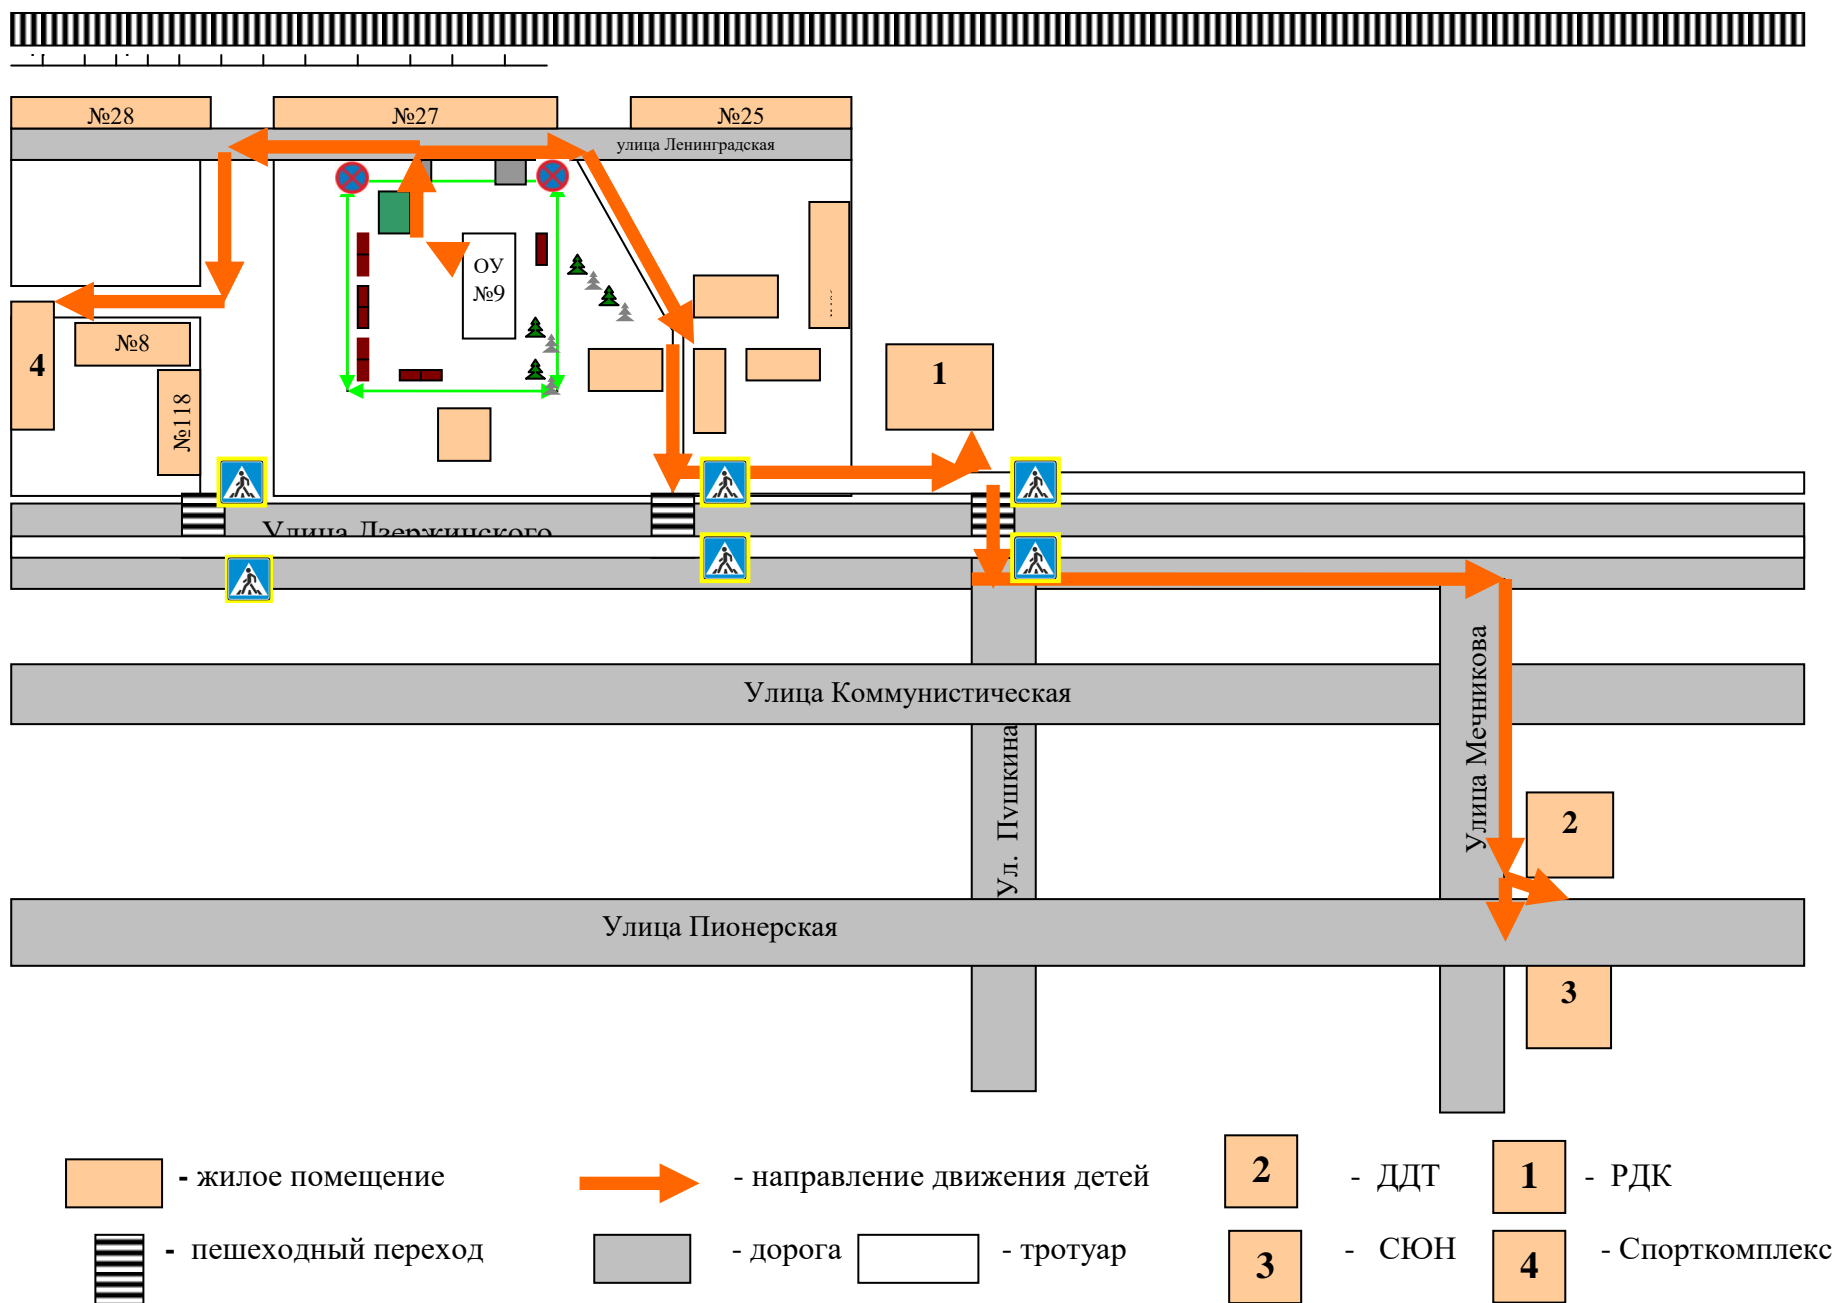 №28
№27
№25
улица Ленинградская
ОУ
№9
№8
4
№118
1
Улица Дзержинского
Улица Коммунистическая
Ул. Пушкина
Улица Мечникова
2
Улица Пионерская
3
- жилое помещение
- направление движения детей
2 - ДДТ
1 - РДК
- пешеходный переход
- дорога
- тротуар
3 - СЮН
4 - Спорткомплекс